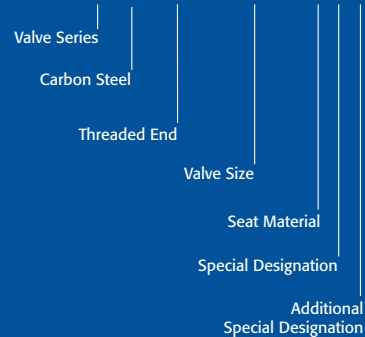 Valve Series
Carbon Steel
Threaded End
Valve Size
Seat Material
Special Designation
Additional
Special Designation